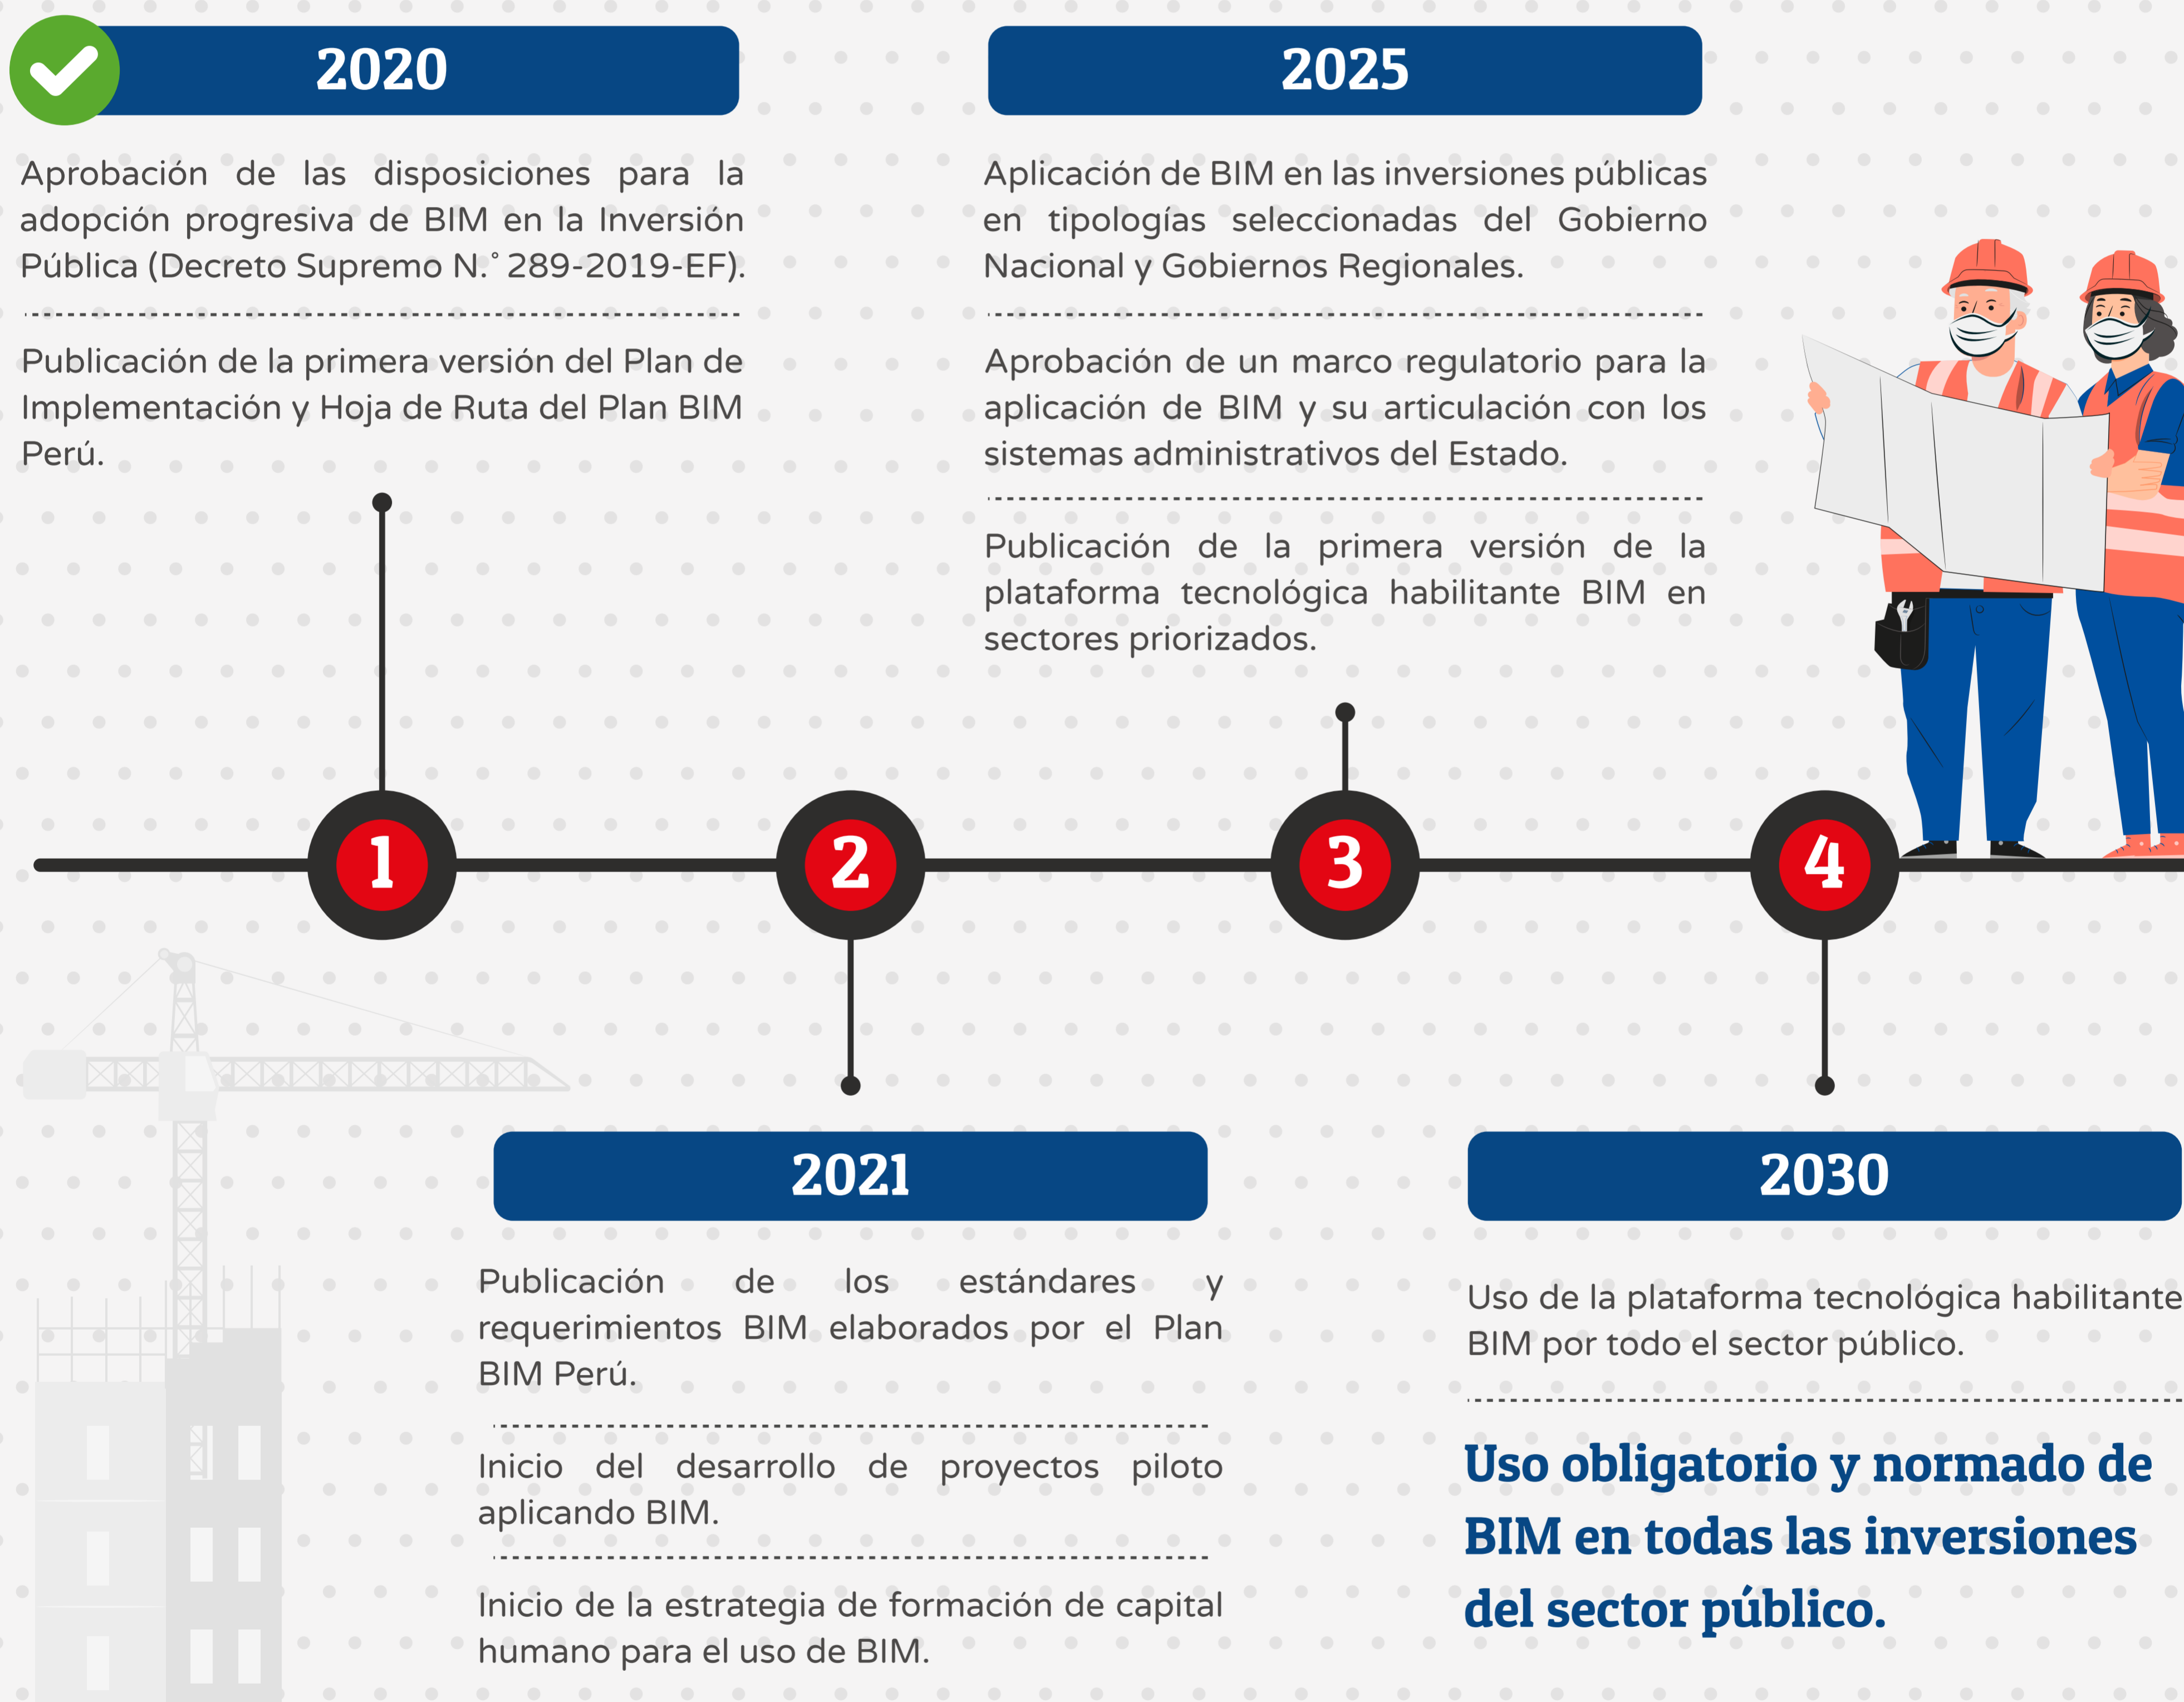 2020
Aprobación de las disposiciones para la
adopción progresiva de BIM en la Inversión
Pública (Decreto Supremo N.° 289-2019-EF).
Publicación de la primera versión del Plan de
Implementación y Hoja de Ruta del Plan BIM
Perú.
2025
Aplicación de BIM en las inversiones públicas
en tipologías seleccionadas del Gobierno
Nacional y Gobiernos Regionales.
Aprobación de un marco regulatorio para la
aplicación de BIM y su articulación con los
sistemas administrativos del Estado.
Publicación de la primera versión de la
plataforma tecnológica habilitante BIM en
sectores priorizados.
1
2
3
4
2021
Publicación de los estándares y
requerimientos BIM elaborados por el Plan
BIM Perú.
Inicio del desarrollo de proyectos piloto
aplicando BIM.
Inicio de la estrategia de formación de capital
humano para el uso de BIM.
2030
Uso de la plataforma tecnológica habilitante
BIM por todo el sector público.
Uso obligatorio y normado de
BIM en todas las inversiones
del sector público.